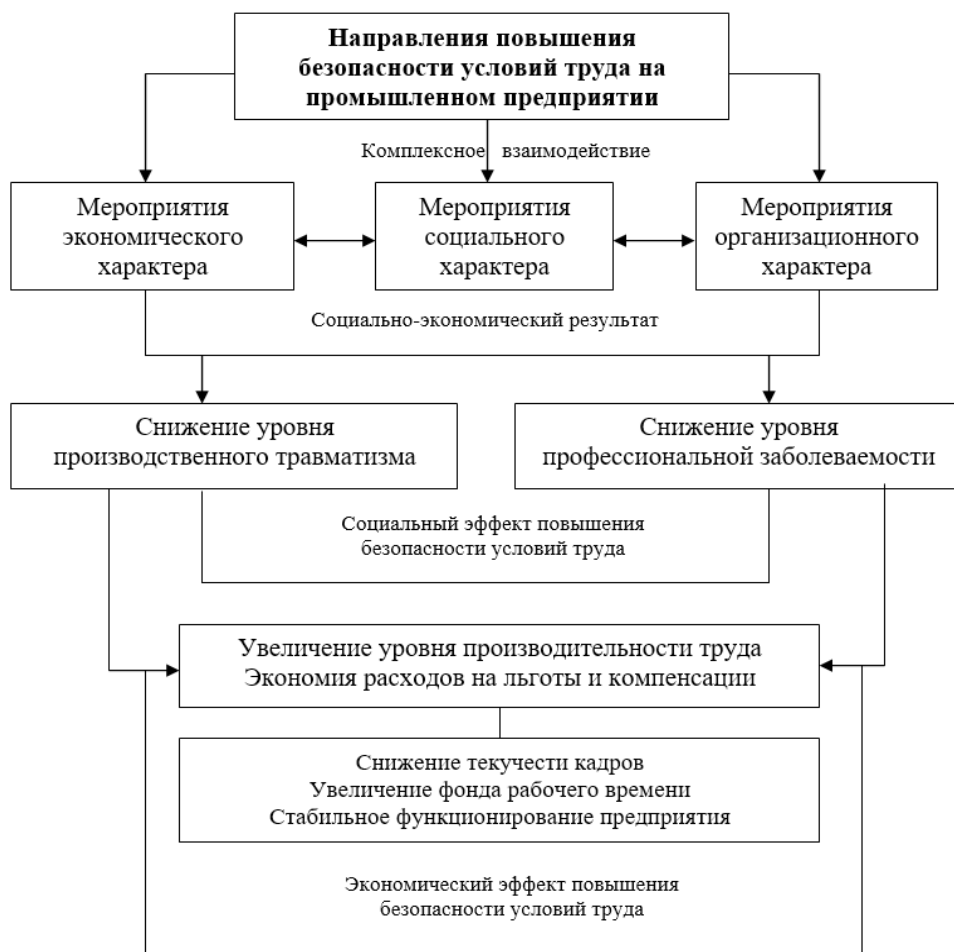 Направления повышения
безопасности условий труда на
промышленном предприятии
Комплексное взаимодействие
Мероприятия
экономического
характера
Мероприятия
социального
характера
Мероприятия
организационного
характера
Социально-экономический результат
Снижение уровня
производственного травматизма
Снижение уровня
профессиональной заболеваемости
Социальный эффект повышения
безопасности условий труда
Увеличение уровня производительности труда
Экономия расходов на льготы и компенсации
Снижение текучести кадров
Увеличение фонда рабочего времени
Стабильное функционирование предприятия
Экономический эффект повышения
безопасности условий труда